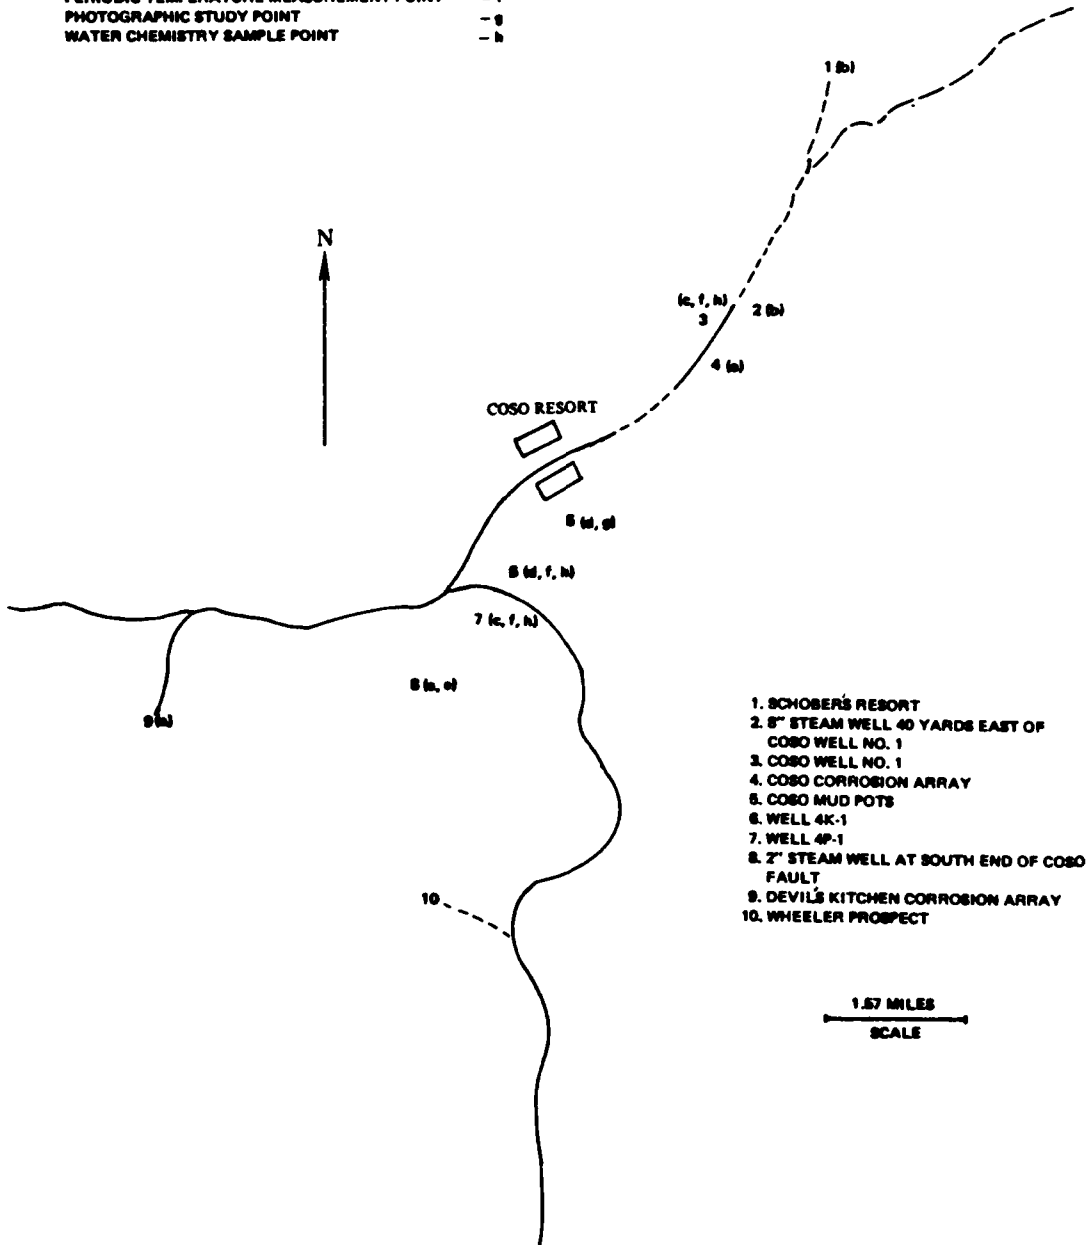 PERIODIC TEMPERATURE MEASUREMENT POINT - f
PHOTOGRAPHIC STUDY POINT - g
WATER CHEMISTRY SAMPLE POINT - h
1 (b)
N
(c, f, h)
3
2 (b)
4 (a)
COSO RESORT
5 (d, g)
6 (d, f, h)
7 (c, f, h)
8 (a, e)
9 (a)
1. SCHOBER'S RESORT
2. 8" STEAM WELL 40 YARDS EAST OF
COSO WELL NO. 1
3. COSO WELL NO. 1
4. COSO CORROSION ARRAY
5. COSO MUD POTS
6. WELL 4K-1
7. WELL 4P-1
8. 2" STEAM WELL AT SOUTH END OF COSO
FAULT
9. DEVIL'S KITCHEN CORROSION ARRAY
10. WHEELER PROSPECT
10
1.57 MILES
SCALE